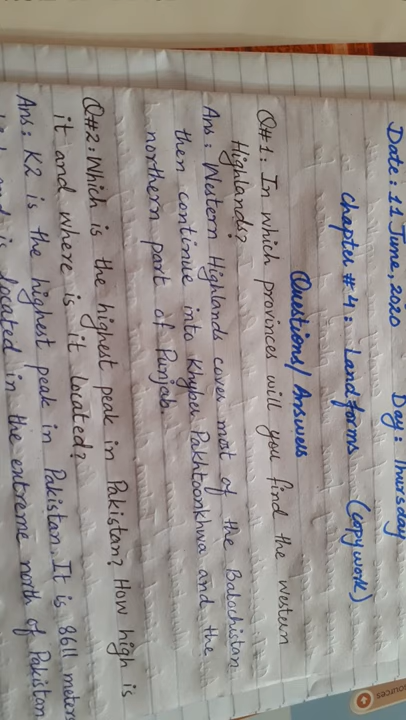 Date: 11 June, 2020 Day: Thursday
Chapter # 4: Landforms (copy work)
Questions/Answers
Q#1: In which provinces will you find the western
Highlands?
Ans: Western Highlands cover most of the Balochistan
then continue into Khyber Pakhtoonkhwa and the
northern part of Punjab.
Q#2: Which is the highest peak in Pakistan? How high is
it and where is it located?
Ans: K2 is the highest peak in Pakistan. It is 8611 meters
and is located in the extreme north of Pakistan
ources